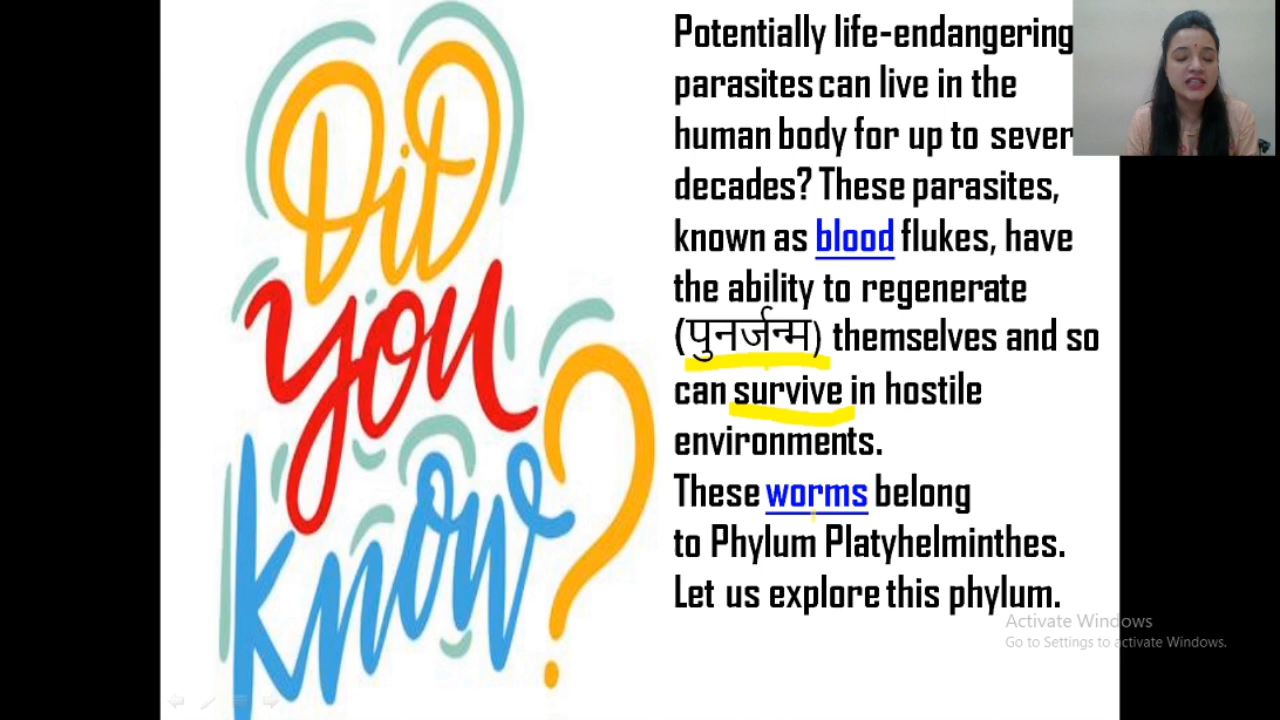 Did
you
know?
Potentially life-endangering
parasites can live in the
human body for up to
decades? These parasites,
known as blood flukes, have
the ability to regenerate
(पुनर्जन्म) themselves and so
can survive in hostile
environments.
These worms belong
to Phylum Platyhelminthes.
Let us explore this phylum.
Activate Windows
Go to Settings to activate Windows.